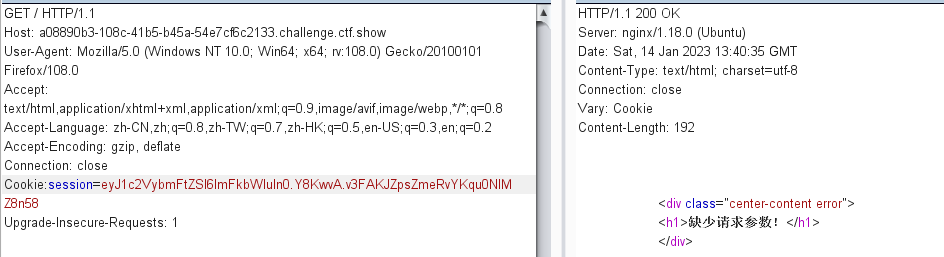 GET / HTTP/1.1
Host: a08890b3-108c-41b5-b45a-54e7cf6c2133.challenge.ctf.show
User-Agent: Mozilla/5.0 (Windows NT 10.0; Win64; x64; rv:108.0) Gecko/20100101
Firefox/108.0
Accept:
text/html,application/xhtml+xml,application/xml;q=0.9,image/avif,image/webp,*/*;q=0.8
Accept-Language: zh-CN,zh;q=0.8,zh-TW;q=0.7,zh-HK;q=0.5,en-US;q=0.3,en;q=0.2
Accept-Encoding: gzip, deflate
Connection: close
Cookie:session=eyJ1c2VybmFtZSI6ImFkbWluIn0.Y8KwvA.v3FAKJZpsZmeRvYKqu0NIM
Z8n58
Upgrade-Insecure-Requests: 1
HTTP/1.1 200 OK
Server: nginx/1.18.0 (Ubuntu)
Date: Sat, 14 Jan 2023 13:40:35 GMT
Content-Type: text/html; charset=utf-8
Connection: close
Vary: Cookie
Content-Length: 192
<div class="center-content error">
<h1>缺少请求参数！</h1>
</div>